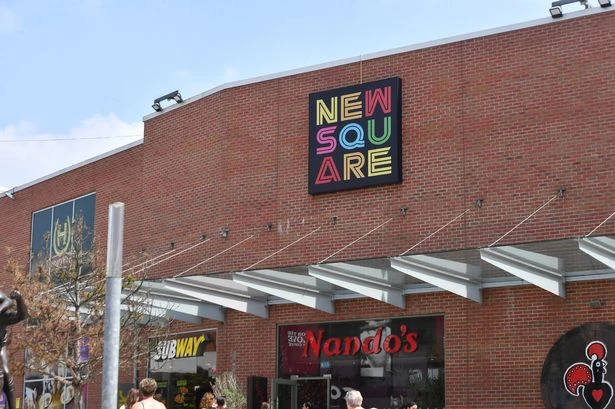 NEW
SQU
ARE
H
SUBWAY
Nando's